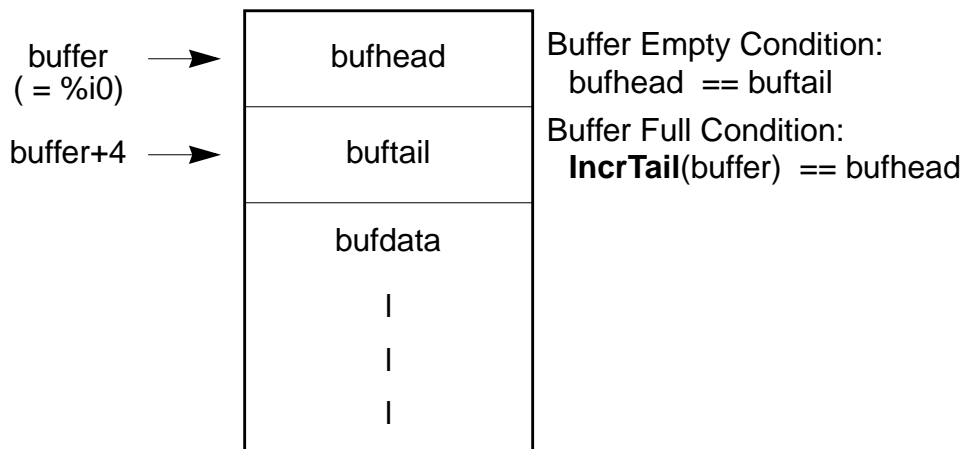 buffer
( = %i0)
buffer+4
bufhead
buftail
bufdata
|
|
|
Buffer Empty Condition:
bufhead == buftail
Buffer Full Condition:
IncrTail(buffer) == bufhead